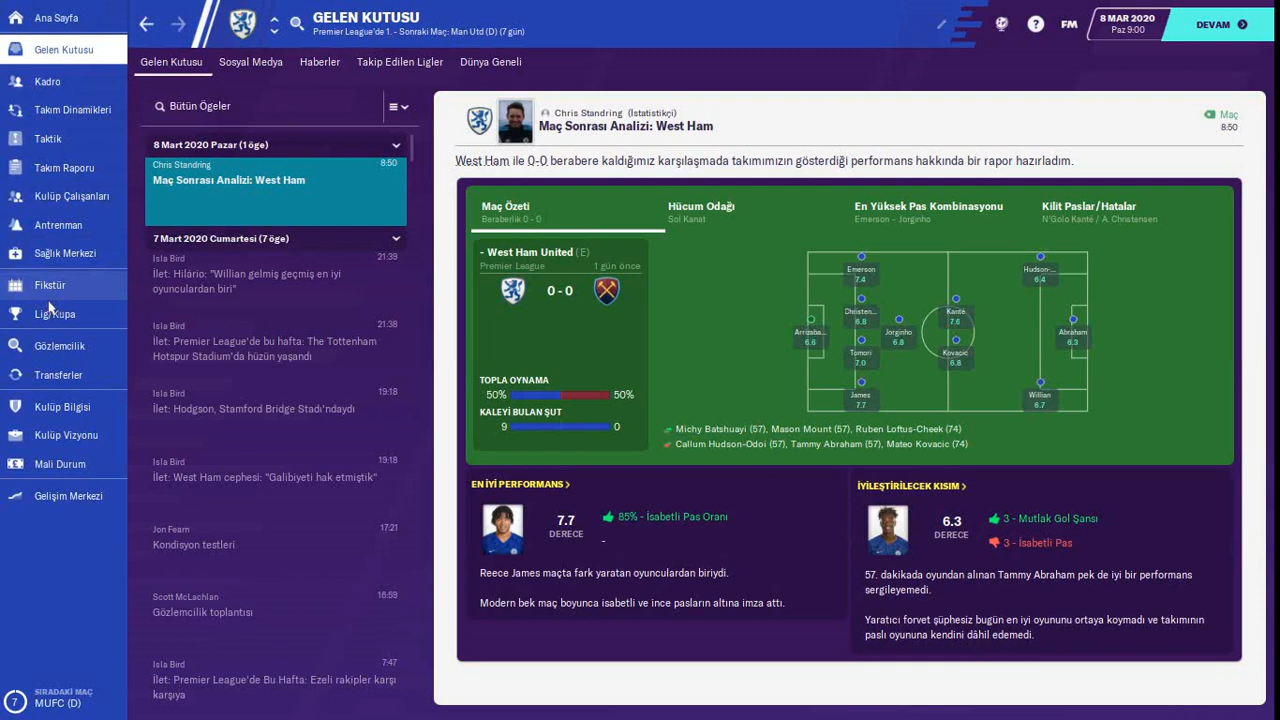 Ana Sayfa
Gelen Kutusu
Kadro
Takım Dinamikleri
Taktik
Takım Raporu
Kulüp Çalışanları
Antrenman
Sağlık Merkezi
Fikstür
Lig/Kupa
Gözlemcilik
Transferler
Kulüp Bilgisi
Kulüp Vizyonu
Mali Durum
Gelişim Merkezi
7
SIRADAKİ MAÇ
MUFC (D)
GELEN KUTUSU
Premier League'de 1. - Sonraki Maç: Man Utd (D) (7 gün)
?
FM
8 MAR 2020
Paz 9:00
DEVAM
Gelen Kutusu Sosyal Medya Haberler Takip Edilen Ligler Dünya Geneli
Bütün Ögeler
8 Mart 2020 Pazar (1 öge)
Chris Standring 8:50
Maç Sonrası Analizi: West Ham
7 Mart 2020 Cumartesi (7 öge)
Isla Bird 21:39
İlet: Hilário: "Willian gelmiş geçmiş en iyi
oyunculardan biri"
Isla Bird 21:38
İlet: Premier League'de bu hafta: The Tottenham
Hotspur Stadium'da hüzün yaşandı
Isla Bird 19:18
İlet: Hodgson, Stamford Bridge Stadı'ndaydı
Isla Bird 19:18
İlet: West Ham cephesi: "Galibiyeti hak etmiştik"
Jon Fearn 17:21
Kondisyon testleri
Scott McLachlan 16:59
Gözlemcilik toplantısı
Isla Bird 7:47
İlet: Premier League'de Bu Hafta: Ezeli rakipler karşı
karşıya
Chris Standring (İstatistikçi)
Maç Sonrası Analizi: West Ham
Maç
8:50
West Ham ile 0-0 berabere kaldığımız karşılaşmada takımımızın gösterdiği performans hakkında bir rapor hazırladım.
Maç Özeti
Beraberlik 0 - 0
Hücum Odağı
Sol Kanat
En Yüksek Pas Kombinasyonu
Emerson - Jorginho
Kilit Paslar/Hatalar
N'Golo Kanté / A. Christensen
- West Ham United (E)
Premier League 1 gün önce
0 - 0
TOPLA OYNAMA
50% 50%
KALEYİ BULAN ŞUT
9 0
Emerson
7.4
Hudson-...
6.4
Christen...
6.8
Kanté
7.6
Arrizaba...
6.6
Jorginho
6.8
Abraham
6.3
Tomori
7.0
Kovacic
6.8
James
7.7
Willian
6.7
Michy Batshuayi (57), Mason Mount (57), Ruben Loftus-Cheek (74)
Callum Hudson-Odoi (57), Tammy Abraham (57), Mateo Kovacic (74)
EN İYİ PERFORMANS >
7.7
DERECE
85% - İsabetli Pas Oranı
-
Reece James maçta fark yaratan oyunculardan biriydi.
Modern bek maç boyunca isabetli ve ince pasların altına imza attı.
İYİLEŞTİRİLECEK KISIM >
6.3
DERECE
3 - Mutlak Gol Şansı
3 - İsabetli Pas
57. dakikada oyundan alınan Tammy Abraham pek de iyi bir performans
sergileyemedi.
Yaratıcı forvet şüphesiz bugün en iyi oyununu ortaya koymadı ve takımının
paslı oyununa kendini dâhil edemedi.